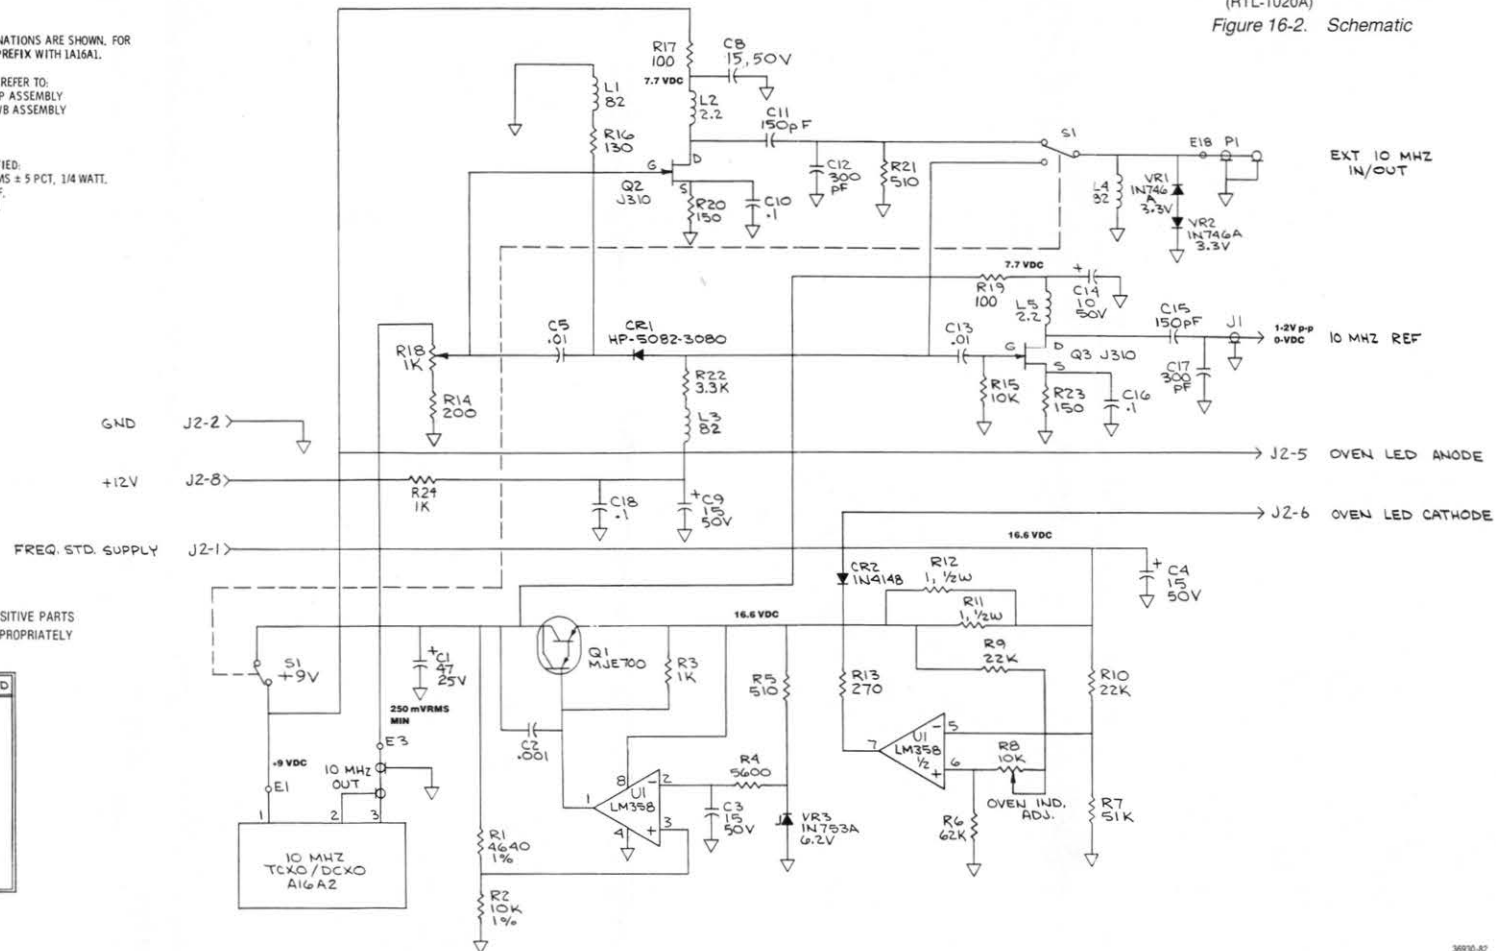 (RTL-1020A)
Figure 16-2. Schematic
NATIONS ARE SHOWN. FOR
PREFIX WITH 1A16A1.
REFER TO:
P ASSEMBLY
/B ASSEMBLY
IED:
MS ± 5 PCT, 1/4 WATT.
F.
R17
100
C8
15, 50V
7.7 VDC
L1
82
L2
2.2
C11
150pF
R16
130
G
D
S
Q2
J310
R20
150
C10
.1
C12
300
PF
R21
510
S1
E18 P1
EXT 10 MHZ
IN/OUT
L4
82
VR1
IN746
A
3.3V
VR2
IN746A
3.3V
7.7 VDC
R19
100
+
C14
10
50V
L5
2.2
C15
150pF
J1
1-2V p-p
0-VDC
10 MHZ REF
C5
.01
CR1
HP-5082-3080
C13
.01
G
D
S
Q3 J310
R18
1K
R22
3.3K
R15
10K
R23
150
C16
.1
C17
300
PF
R14
200
L3
82
GND J2-2
J2-5 OVEN LED ANODE
+12V J2-8
R24
1K
C18
.1
+C9
15
50V
J2-6 OVEN LED CATHODE
FREQ. STD. SUPPLY J2-1
16.6 VDC
CR2
IN4148
R12
1, ½W
+ C4
15
50V
SITIVE PARTS
PROPRIATELY
16.6 VDC
R11
1, ½W
S1
+9V
+C1
47
25V
Q1
MJE700
R3
1K
R5
510
R13
270
R9
22K
R10
22K
250 mVRMS
MIN
E3
C2
.001
7
U1
LM358
½
-
5
+
6
R8
10K
OVEN IND.
ADJ.
+9 VDC
10 MHZ
OUT
E1
R4
5600
8
-
2
1
U1
LM358
4
+
3
C3
15
50V
VR3
IN753A
6.2V
R6
62K
R7
51K
1
2
3
10 MHZ
TCXO/DCXO
A16A2
R1
4640
1%
R2
10K
1%
D
36930-82